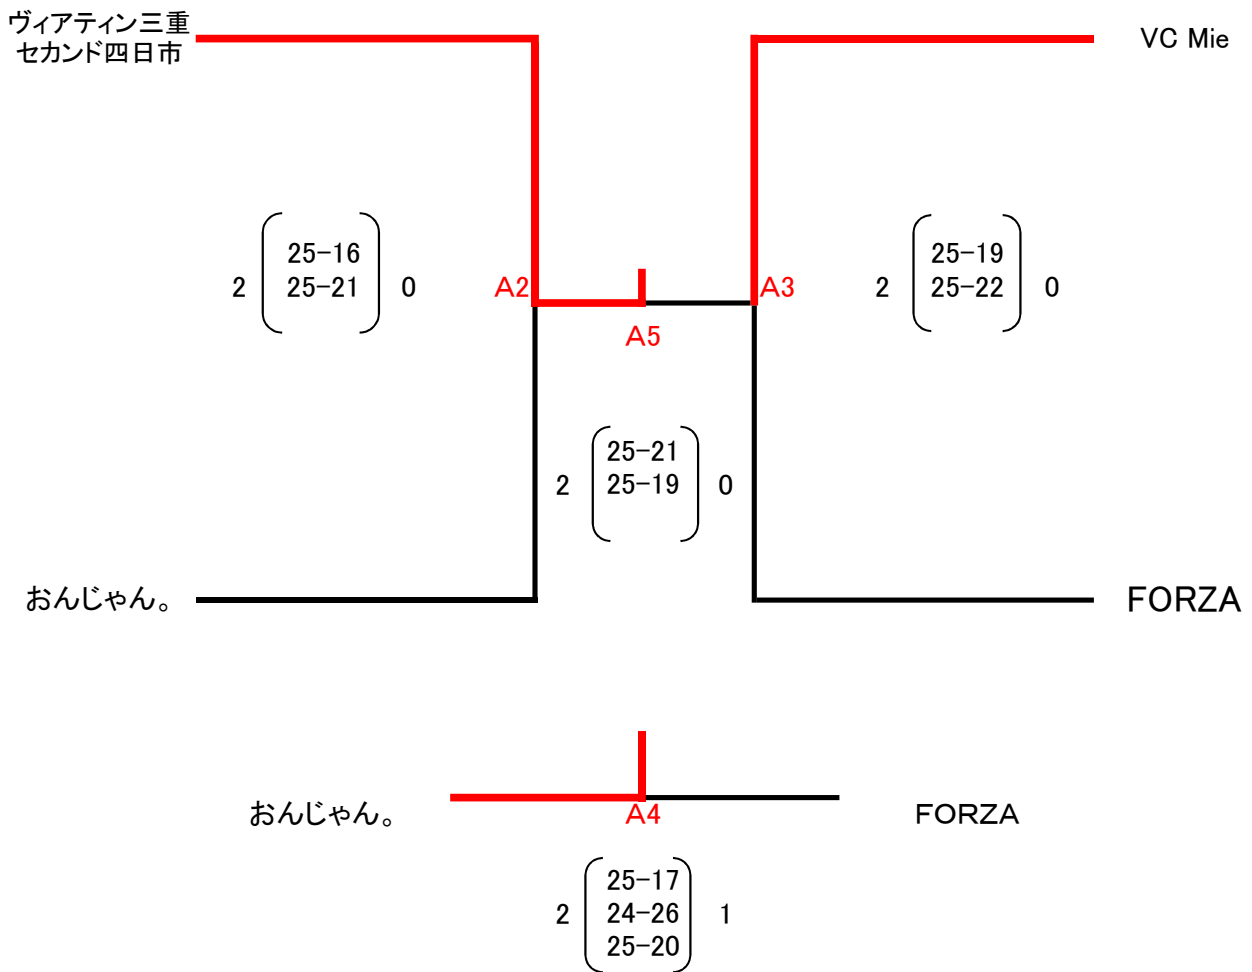 ヴィアティン三重
セカンド四日市
VC Mie
25-16
25-19
2 25-21 0
A2
A3
2 25-22 0
A5
25-21
2 25-19 0
おんじゃん。
FORZA
おんじゃん。
A4
FORZA
25-17
2 24-26 1
25-20